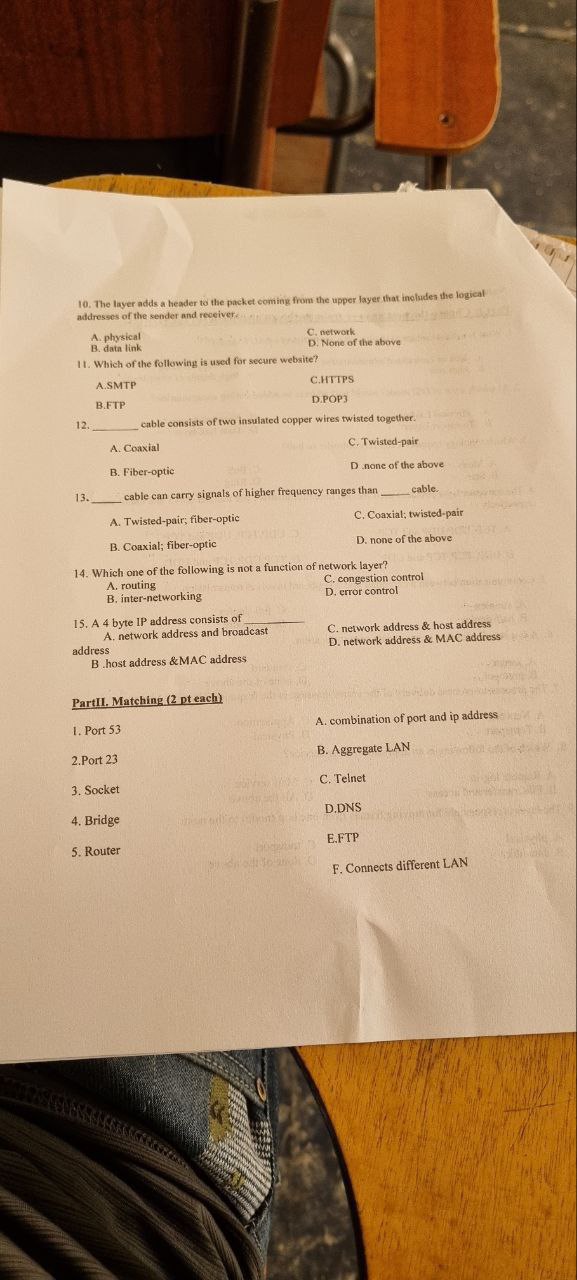 10. The layer adds a header to the packet coming from the upper layer that includes the logical
addresses of the sender and receiver.
A. physical
C. network
B. data link
D. None of the above
11. Which of the following is used for secure website?
A.SMTP
C.HTTPS
B.FTP
D.POP3
12. ________ cable consists of two insulated copper wires twisted together.
A. Coaxial
C. Twisted-pair
B. Fiber-optic
D .none of the above
13. _____ cable can carry signals of higher frequency ranges than _____ cable.
A. Twisted-pair; fiber-optic
C. Coaxial; twisted-pair
B. Coaxial; fiber-optic
D. none of the above
14. Which one of the following is not a function of network layer?
A. routing
C. congestion control
B. inter-networking
D. error control
15. A 4 byte IP address consists of __________
A. network address and broadcast
address
C. network address & host address
B .host address &MAC address
D. network address & MAC address
PartII. Matching (2 pt each)
1. Port 53
A. combination of port and ip address
2.Port 23
B. Aggregate LAN
3. Socket
C. Telnet
4. Bridge
D.DNS
5. Router
E.FTP
F. Connects different LAN